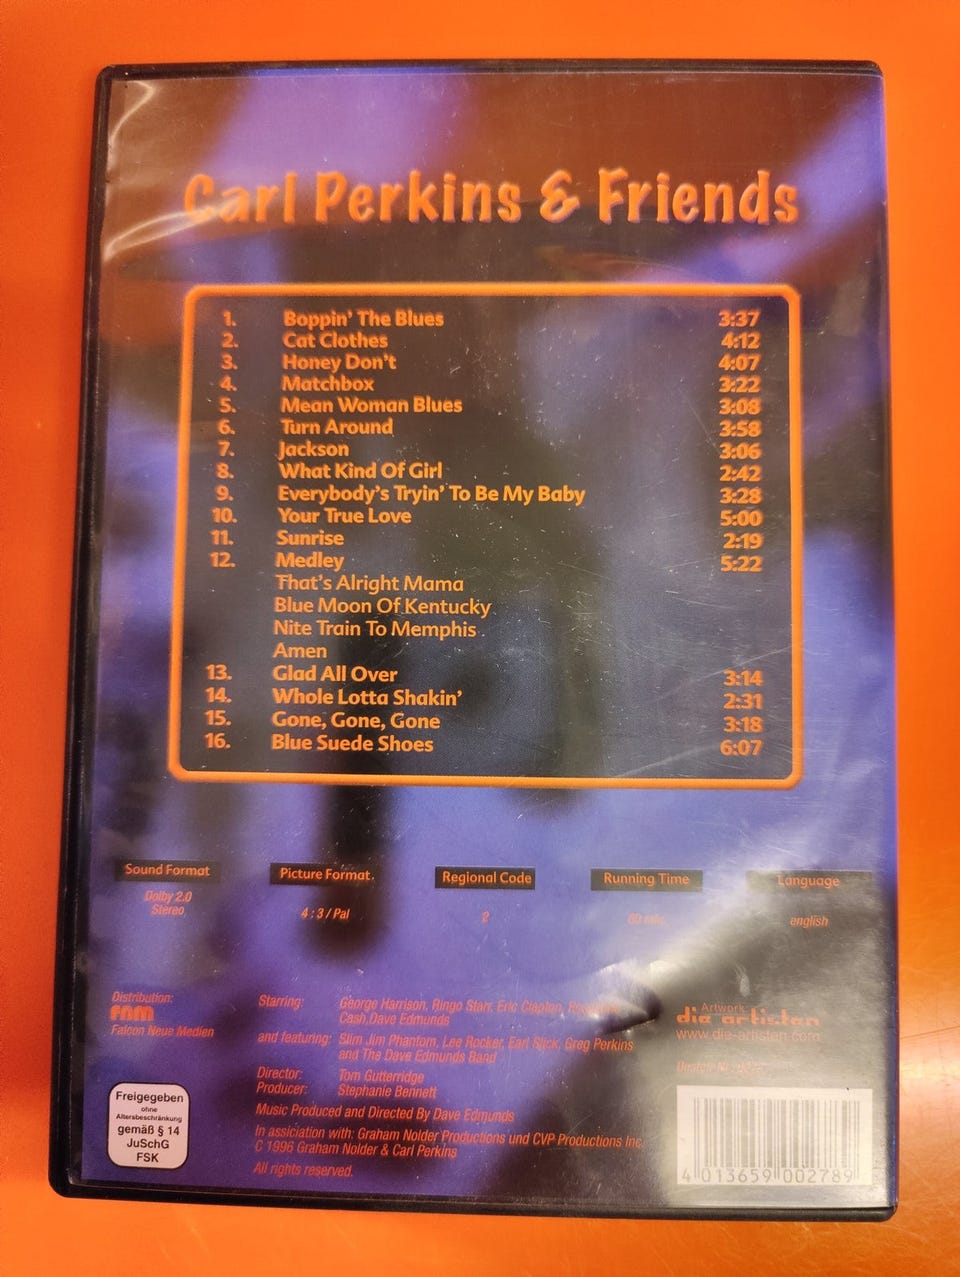 Carl Perkins & Friends
1. Boppin' The Blues 3:37
2. Cat Clothes 4:12
3. Honey Don't 4:07
4. Matchbox 3:22
5. Mean Woman Blues 3:08
6. Turn Around 3:58
7. Jackson 3:06
8. What Kind Of Girl 2:42
9. Everybody's Tryin' To Be My Baby 3:28
10. Your True Love 5:00
11. Sunrise 2:19
12. Medley 5:22
That's Alright Mama
Blue Moon Of Kentucky
Nite Train To Memphis
Amen
13. Glad All Over 3:14
14. Whole Lotta Shakin' 2:31
15. Gone, Gone, Gone 3:18
16. Blue Suede Shoes 6:07
Sound Format
Dolby 2.0
Stereo
Picture Format
4 : 3 / Pal
Regional Code
2
Running Time
60 min.
Language
english
Distribution:
FNM
Falcon Neue Medien
Starring: George Harrison, Ringo Starr, Eric Clapton,
Cash, Dave Edmunds
and featuring: Slim Jim Phantom, Lee Rocker, Earl Slick, Greg Perkins
and The Dave Edmunds Band
Director: Tom Gutteridge
Producer: Stephanie Bennett
Music Produced and Directed By Dave Edmunds
In assiciation with: Graham Nolder Productions und CVP Productions Inc.
C 1996 Graham Nolder & Carl Perkins
All rights reserved.
Artwork
die artisten
www.die-artisten.com
Freigegeben
ohne
Altersbeschränkung
gemäß § 14
JuSchG
FSK
4 013659 002789